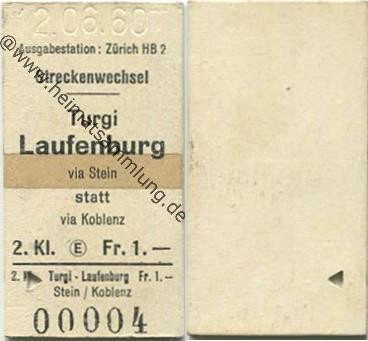 2.06.60
Ausgabestation: Zürich HB 2
Streckenwechsel
Turgi
Laufenburg
via Stein
statt
via Koblenz
2. Kl. E Fr. 1.—
2. Turgi - Laufenburg Fr. 1.—
Stein / Koblenz
00004
@www.heimatsammlung.de